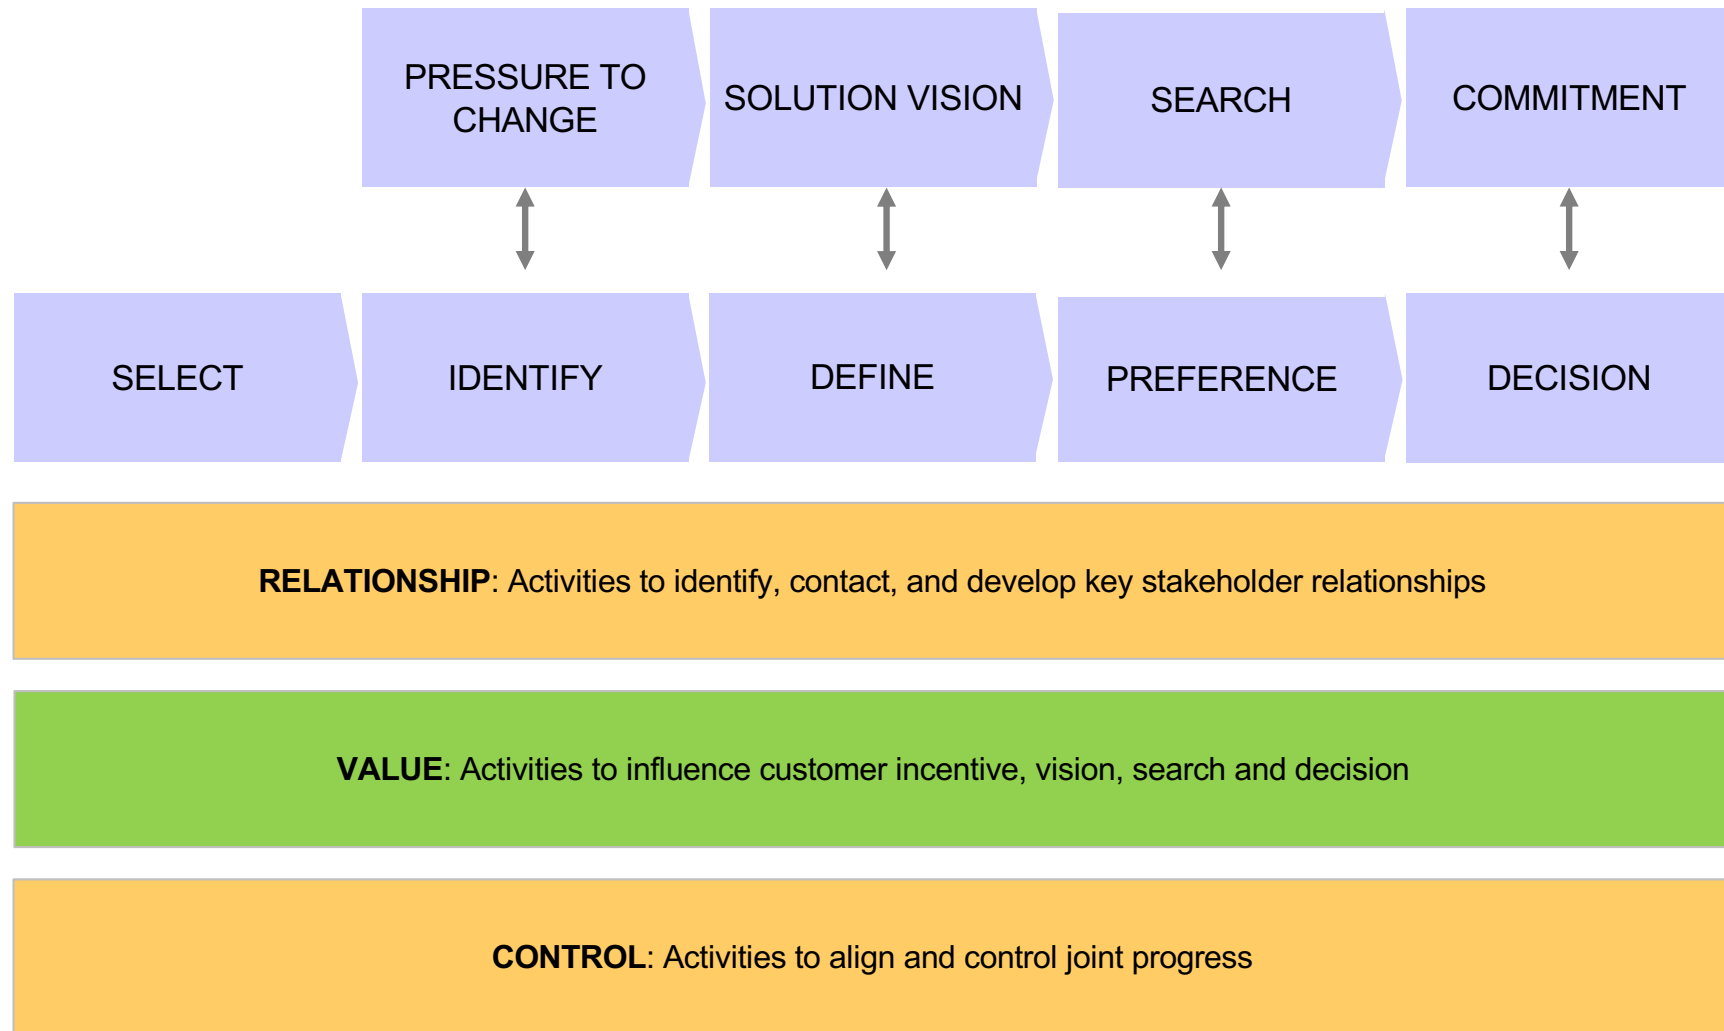 PRESSURE TO
CHANGE
SOLUTION VISION
SEARCH
COMMITMENT
SELECT
IDENTIFY
DEFINE
PREFERENCE
DECISION
RELATIONSHIP: Activities to identify, contact, and develop key stakeholder relationships
VALUE: Activities to influence customer incentive, vision, search and decision
CONTROL: Activities to align and control joint progress